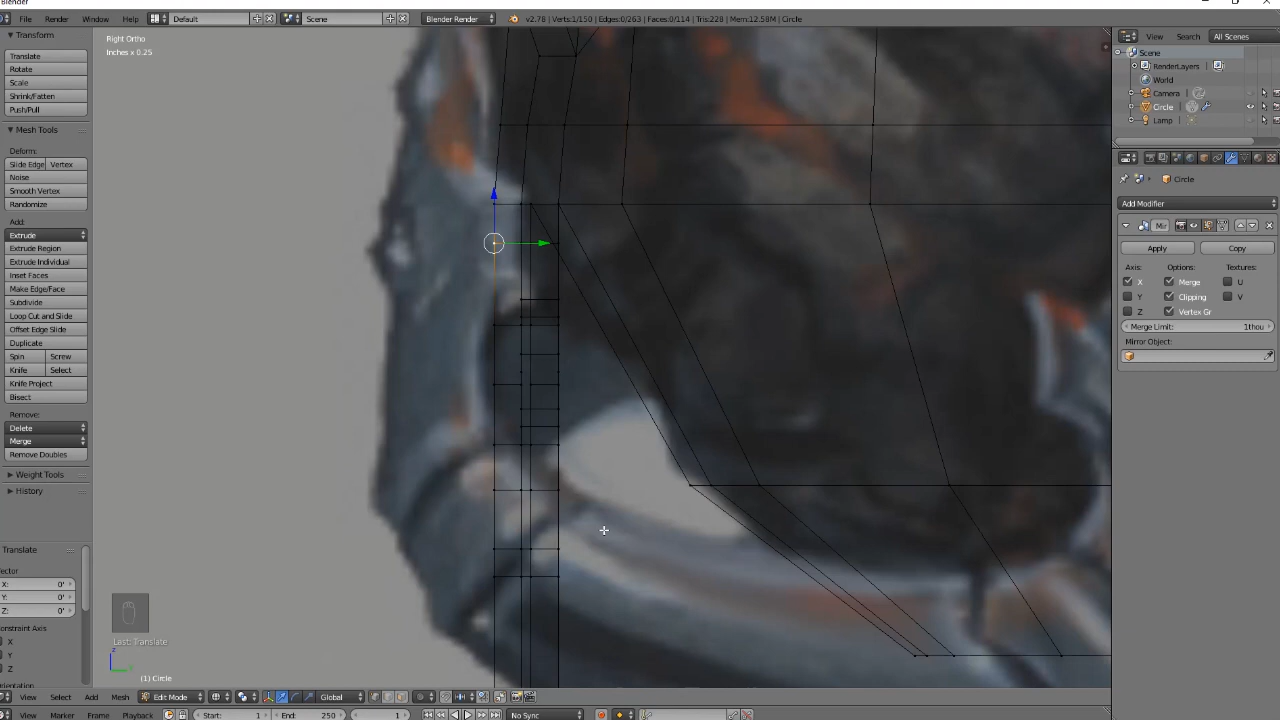 Blender
File Render Window Help Default Scene Blender Render v2.78 | Verts:1/150 | Edges:0/263 | Faces:0/114 | Tris:228 | Mem:12.58M | Circle
Transform
Translate
Rotate
Scale
Shrink/Fatten
Push/Pull
Mesh Tools
Deform:
Slide Edge Vertex
Noise
Smooth Vertex
Randomize
Add:
Extrude
Extrude Region
Extrude Individual
Inset Faces
Make Edge/Face
Subdivide
Loop Cut and Slide
Offset Edge Slide
Duplicate
Spin Screw
Knife Select
Knife Project
Bisect
Remove:
Delete
Merge
Remove Doubles
Weight Tools
History
Translate
Vector
X: 0'
Y: 0'
Z: 0'
onstraint Axis
X
Y
Z
Orientation
Right Ortho
Inches x 0.25
Last: Translate
z
(1) Circle
View Select Add Mesh Edit Mode Global
View Marker Frame Playback Start: 1 End: 250 1 No Sync
View Search All Scenes
Scene
RenderLayers
World
Camera
Circle
Lamp
Circle
Add Modifier
Mir
Apply Copy
Axis: Options: Textures:
X Merge U
Y Clipping V
Z Vertex Gr
Merge Limit: 1thou
Mirror Object: